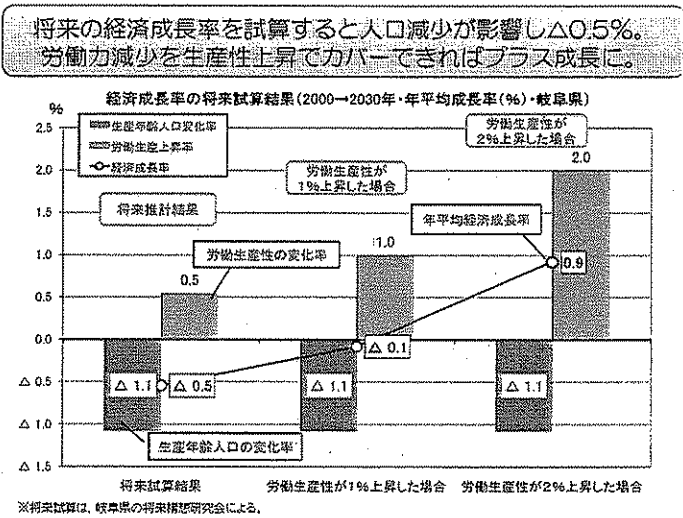 将来の経済成長率を試算すると人口減少が影響し△0.5%。
労働力減少を生産性上昇でカバーできればプラス成長に。
経済成長率の将来試算結果(2000→2030年・年平均成長率(%)・岐阜県)
%
2.5
2.0
1.5
1.0
0.5
0.0
△ 0.5
△ 1.0
△ 1.5
生産年齢人口変化率
労働生産上昇率
経済成長率
将来推計結果
労働生産性が
1%上昇した場合
労働生産性が
2%上昇した場合
労働生産性の変化率
年平均経済成長率
0.5
1.0
2.0
△ 1.1
△ 0.5
△ 1.1
△ 0.1
△ 1.1
0.9
生産年齢人口の変化率
将来試算結果
労働生産性が1%上昇した場合
労働生産性が2%上昇した場合
※将来試算は、岐阜県の将来構想研究会による。